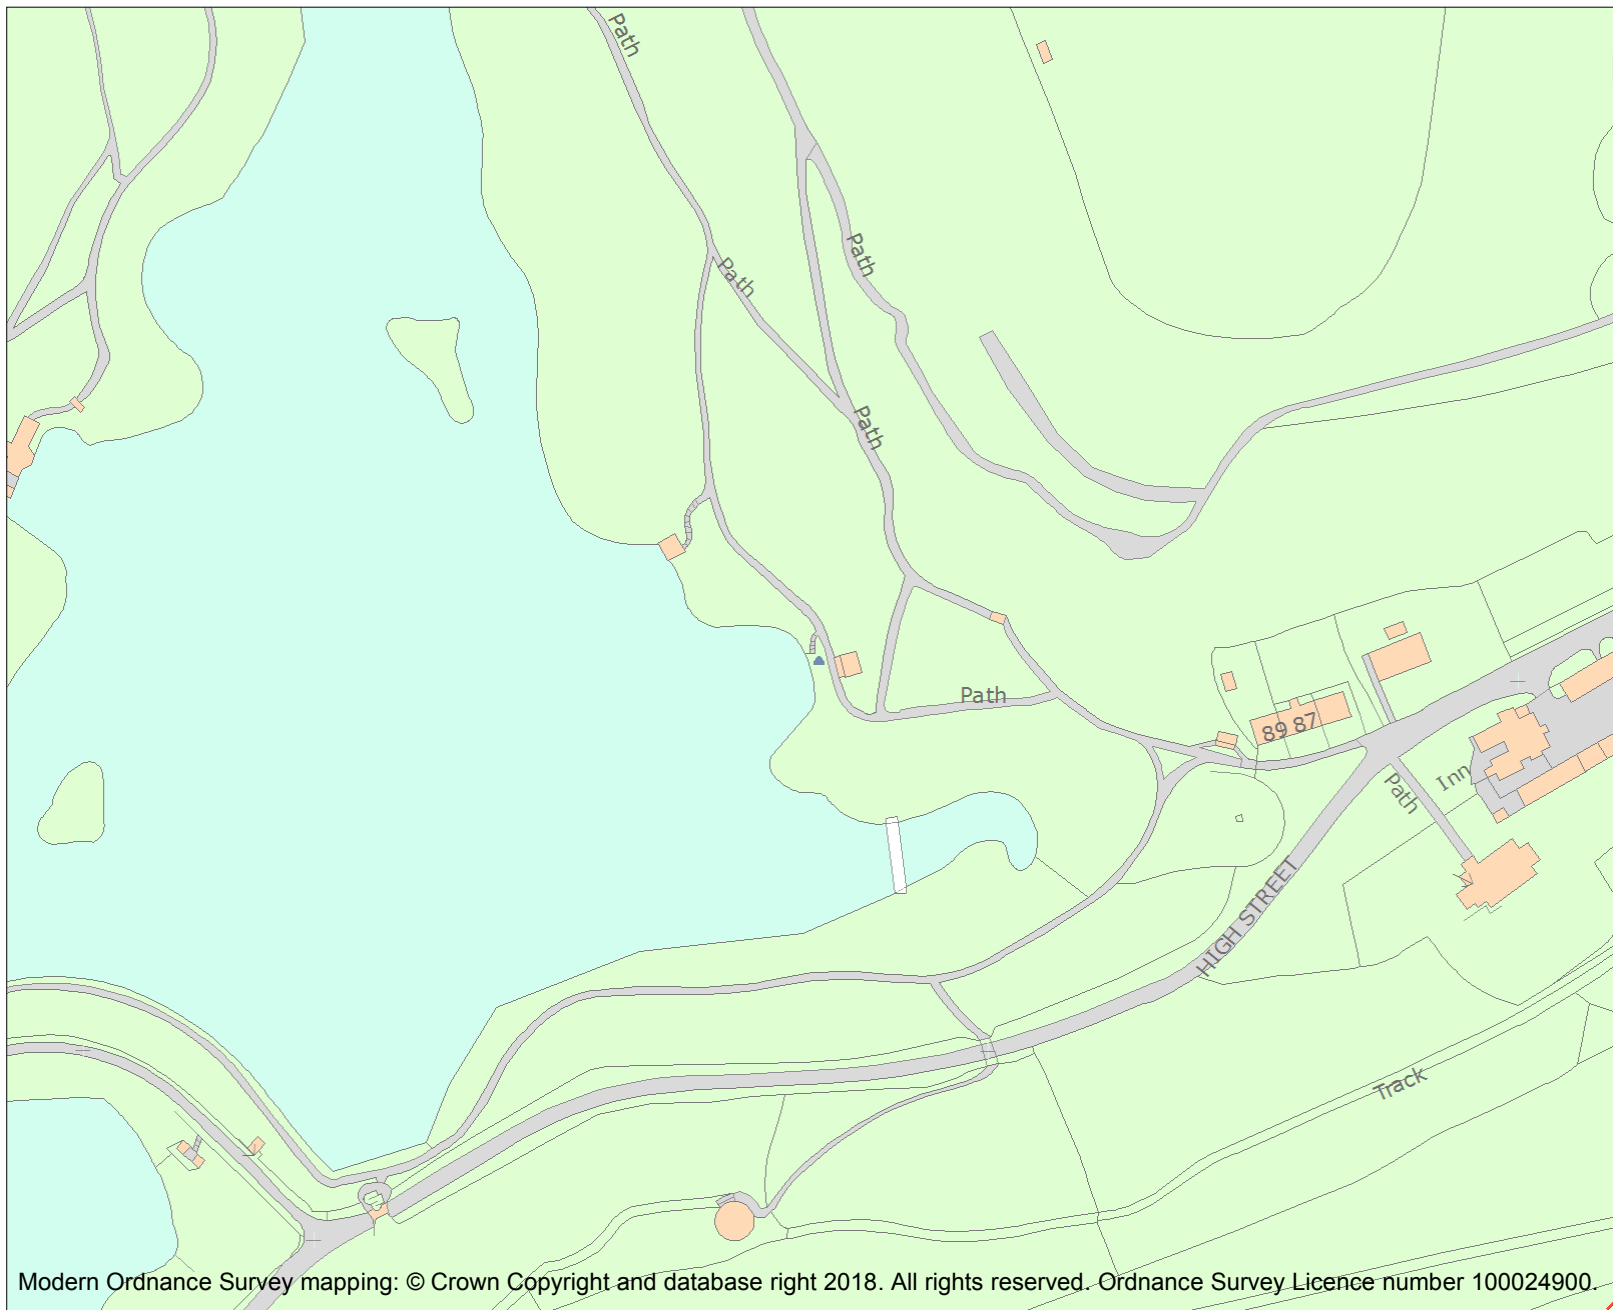 Path
Path
Path
Path
Path
89 87
Inn
Path
HIGH STREET
Track
Modern Ordnance Survey mapping: © Crown Copyright and database right 2018. All rights reserved. Ordnance Survey Licence number 100024900.